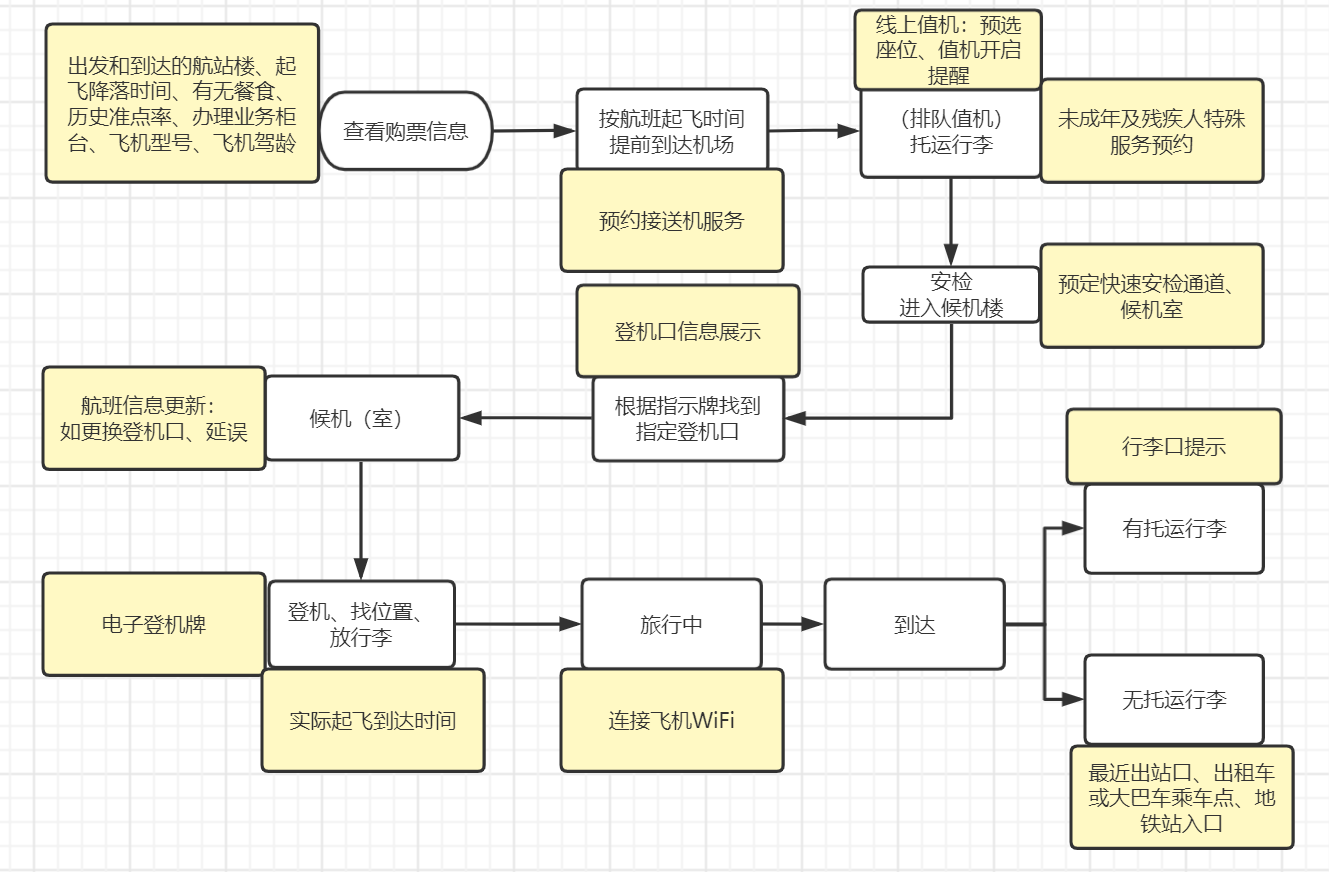 出发和到达的航站楼、起
飞降落时间、有无餐食、
历史准点率、办理业务柜
台、飞机型号、飞机驾龄
查看购票信息
按航班起飞时间
提前到达机场
预约接送机服务
线上值机：预选
座位、值机开启
提醒
（排队值机）
托运行李
未成年及残疾人特殊
服务预约
安检
进入候机楼
预定快速安检通道、
候机室
登机口信息展示
根据指示牌找到
指定登机口
候机（室）
航班信息更新：
如更换登机口、延误
电子登机牌
登机、找位置、
放行李
实际起飞到达时间
旅行中
连接飞机WiFi
到达
行李口提示
有托运行李
无托运行李
最近出站口、出租车
或大巴车乘车点、地
铁站入口